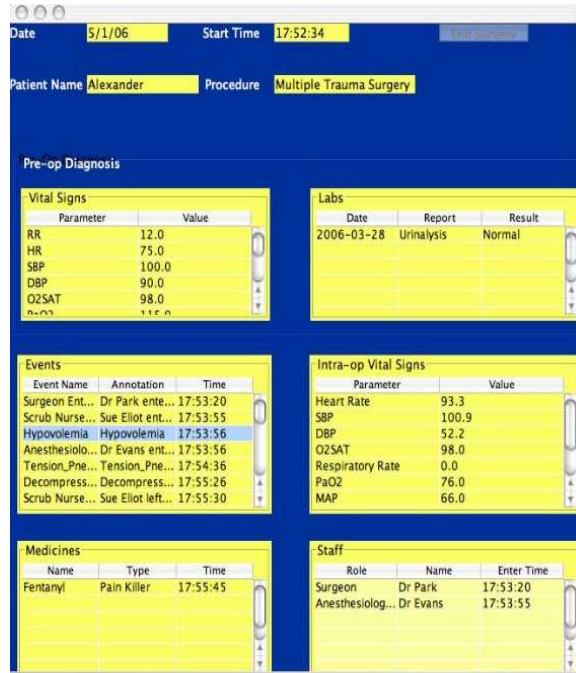 Date 5/1/06 Start Time 17:52:34 End Surgery
Patient Name Alexander Procedure Multiple Trauma Surgery
Pre-op Diagnosis
Vital Signs
Parameter Value
RR 12.0
HR 75.0
SBP 100.0
DBP 90.0
O2SAT 98.0
PaO2 115.0
Labs
Date Report Result
2006-03-28 Urinalysis Normal
Events
Event Name Annotation Time
Surgeon Ent... Dr Park ente... 17:53:20
Scrub Nurse... Sue Eliot ent... 17:53:55
Hypovolemia Hypovolemia 17:53:56
Anesthesiolo... Dr Evans ent... 17:53:56
Tension_Pne... Tension_Pne... 17:54:36
Decompress... Decompress... 17:55:26
Scrub Nurse... Sue Eliot left... 17:55:30
Intra-op Vital Signs
Parameter Value
Heart Rate 93.3
SBP 100.9
DBP 52.2
O2SAT 98.0
Respiratory Rate 0.0
PaO2 76.0
MAP 66.0
Medicines
Name Type Time
Fentanyl Pain Killer 17:55:45
Staff
Role Name Enter Time
Surgeon Dr Park 17:53:20
Anesthesiolog... Dr Evans 17:53:55